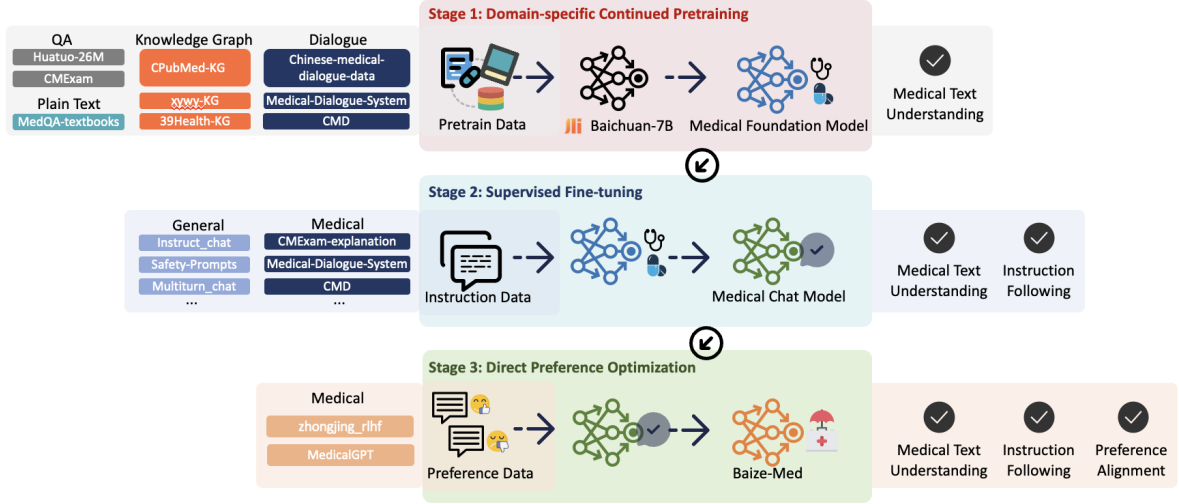 Stage 1: Domain-specific Continued Pretraining
QA
Huatuo-26M
CMExam
Plain Text
MedQA-textbooks
Knowledge Graph
CPubMed-KG
xywy-KG
39Health-KG
Dialogue
Chinese-medical-
dialogue-data
Medical-Dialogue-System
CMD
Pretrain Data
Baichuan-7B
Medical Foundation Model
Medical Text
Understanding
Stage 2: Supervised Fine-tuning
General
Instruct_chat
Safety-Prompts
Multiturn_chat
...
Medical
CMExam-explanation
Medical-Dialogue-System
CMD
...
Instruction Data
Medical Chat Model
Medical Text
Understanding
Instruction
Following
Stage 3: Direct Preference Optimization
Medical
zhongjing_rlhf
MedicalGPT
Preference Data
Baize-Med
Medical Text
Understanding
Instruction
Following
Preference
Alignment